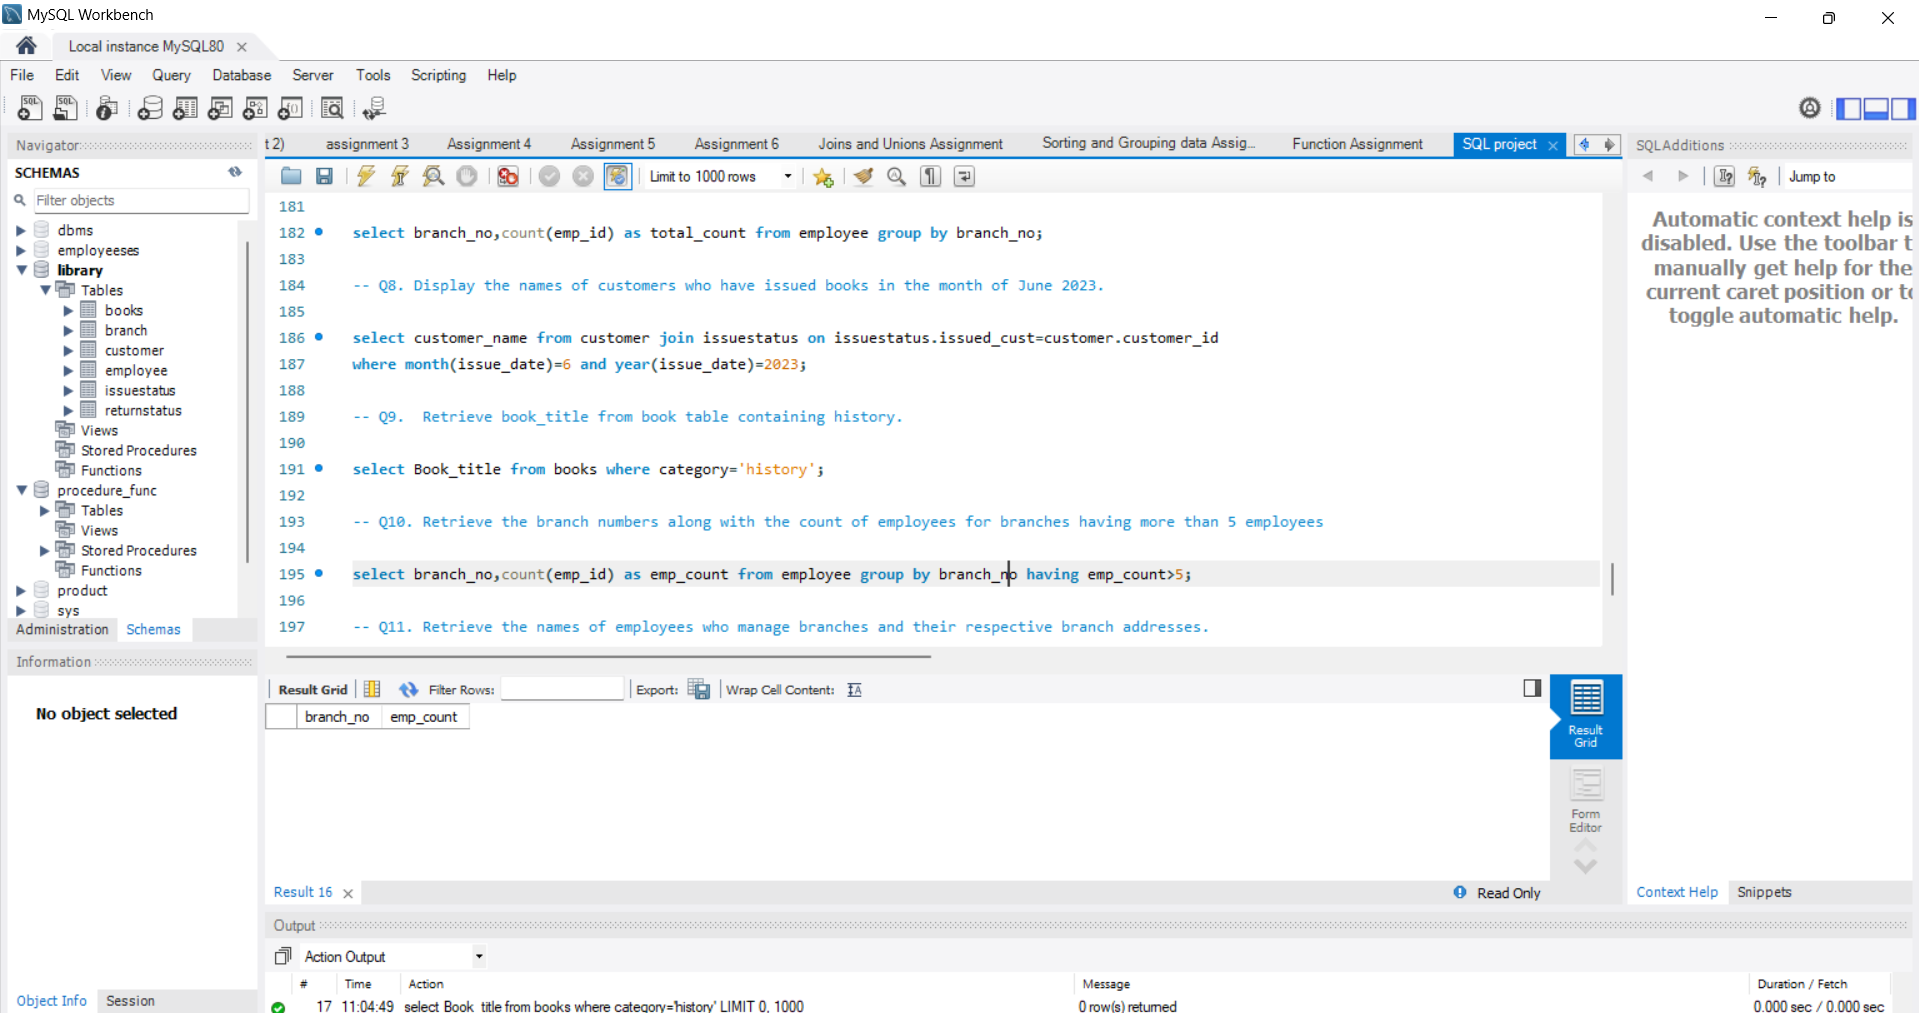 MySQL Workbench
Local instance MySQL80
File Edit View Query Database Server Tools Scripting Help
Navigator
SCHEMAS
Filter objects
dbms
employeeses
library
Tables
books
branch
customer
employee
issuestatus
returnstatus
Views
Stored Procedures
Functions
procedure_func
Tables
Views
Stored Procedures
Functions
product
sys
Administration Schemas
Information
No object selected
Object Info Session
t 2) assignment 3 Assignment 4 Assignment 5 Assignment 6 Joins and Unions Assignment Sorting and Grouping data Assig... Function Assignment SQL project
Limit to 1000 rows
181
182 select branch_no,count(emp_id) as total_count from employee group by branch_no;
183
184 -- Q8. Display the names of customers who have issued books in the month of June 2023.
185
186 select customer_name from customer join issuestatus on issuestatus.issued_cust=customer.customer_id
187 where month(issue_date)=6 and year(issue_date)=2023;
188
189 -- Q9.  Retrieve book_title from book table containing history.
190
191 select Book_title from books where category='history';
192
193 -- Q10. Retrieve the branch numbers along with the count of employees for branches having more than 5 employees
194
195 select branch_no,count(emp_id) as emp_count from employee group by branch_no having emp_count>5;
196
197 -- Q11. Retrieve the names of employees who manage branches and their respective branch addresses.
Result Grid Filter Rows: Export: Wrap Cell Content:
branch_no emp_count
Result Grid
Form Editor
Result 16
Read Only
Output
Action Output
# Time Action Message Duration / Fetch
17 11:04:49 select Book_title from books where category='history' LIMIT 0, 1000 0 row(s) returned 0.000 sec / 0.000 sec
SQLAdditions
Jump to
Automatic context help is
disabled. Use the toolbar t
manually get help for the
current caret position or to
toggle automatic help.
Context Help Snippets